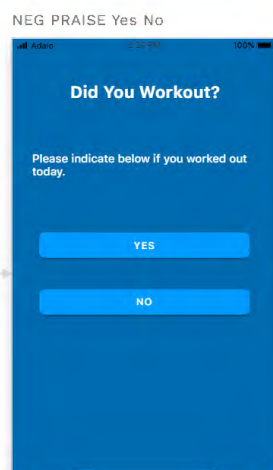 NEG PRAISE Yes No
Adalo 100%
Did You Workout?
Please indicate below if you worked out
today.
YES
NO